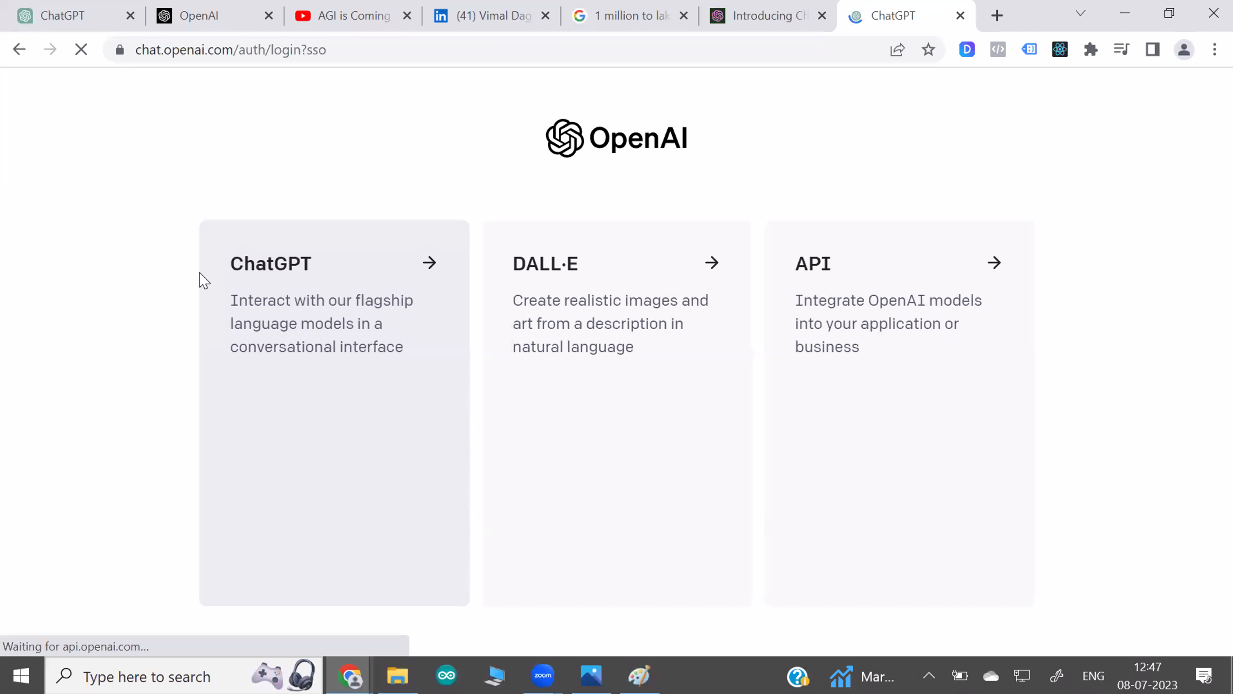 ChatGPT
OpenAI
AGI is Coming
(41) Vimal Dag
1 million to lak
Introducing Ch
ChatGPT
chat.openai.com/auth/login?sso
OpenAI
ChatGPT
Interact with our flagship
language models in a
conversational interface
DALL·E
Create realistic images and
art from a description in
natural language
API
Integrate OpenAI models
into your application or
business
Waiting for api.openai.com...
Type here to search
zoom
Mar...
ENG
12:47
08-07-2023